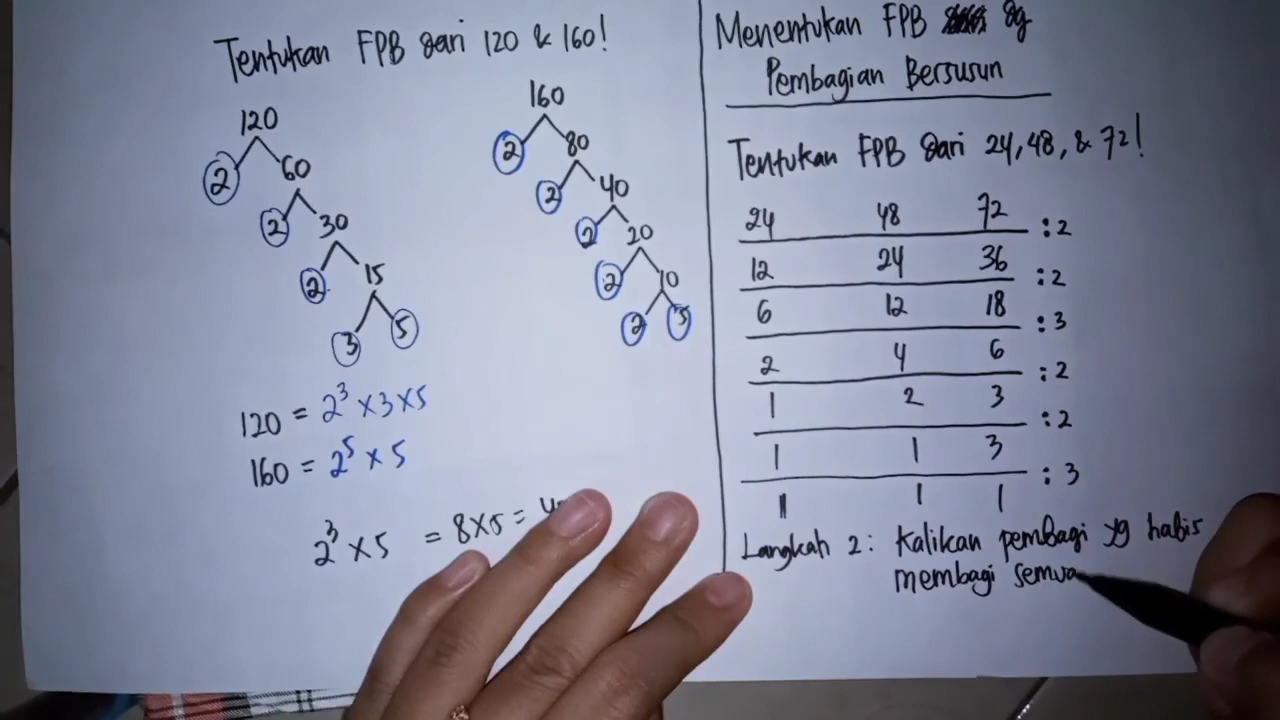 Tentukan FPB dari 120 & 160!
120
2 60
2 30
2 15
3 5
160
2 80
2 40
2 20
2 10
2 5
120 = 2³ × 3 × 5
160 = 2⁵ × 5
2³ × 5 = 8 × 5 =
Menentukan FPB dg
Pembagian Bersusun
Tentukan FPB dari 24, 48, & 72!
24 48 72 : 2
12 24 36 : 2
6 12 18 : 3
2 4 6 : 2
1 2 3 : 2
1 1 3 : 3
1 1 1
Langkah 2: Kalikan pembagi yg habis
membagi semua